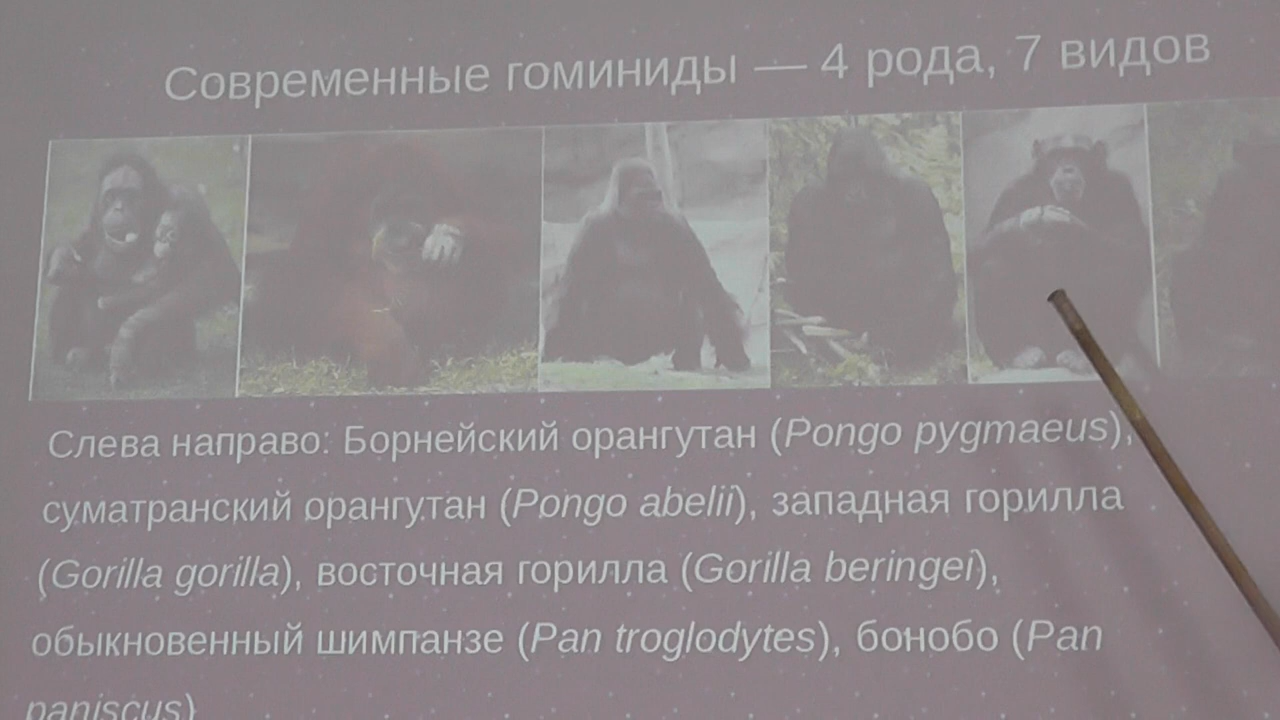 Современные гоминиды — 4 рода, 7 видов
Слева направо: Борнейский орангутан (Pongo pygmaeus),
суматранский орангутан (Pongo abelii), западная горилла
(Gorilla gorilla), восточная горилла (Gorilla beringei),
обыкновенный шимпанзе (Pan troglodytes), бонобо (Pan
paniscus)